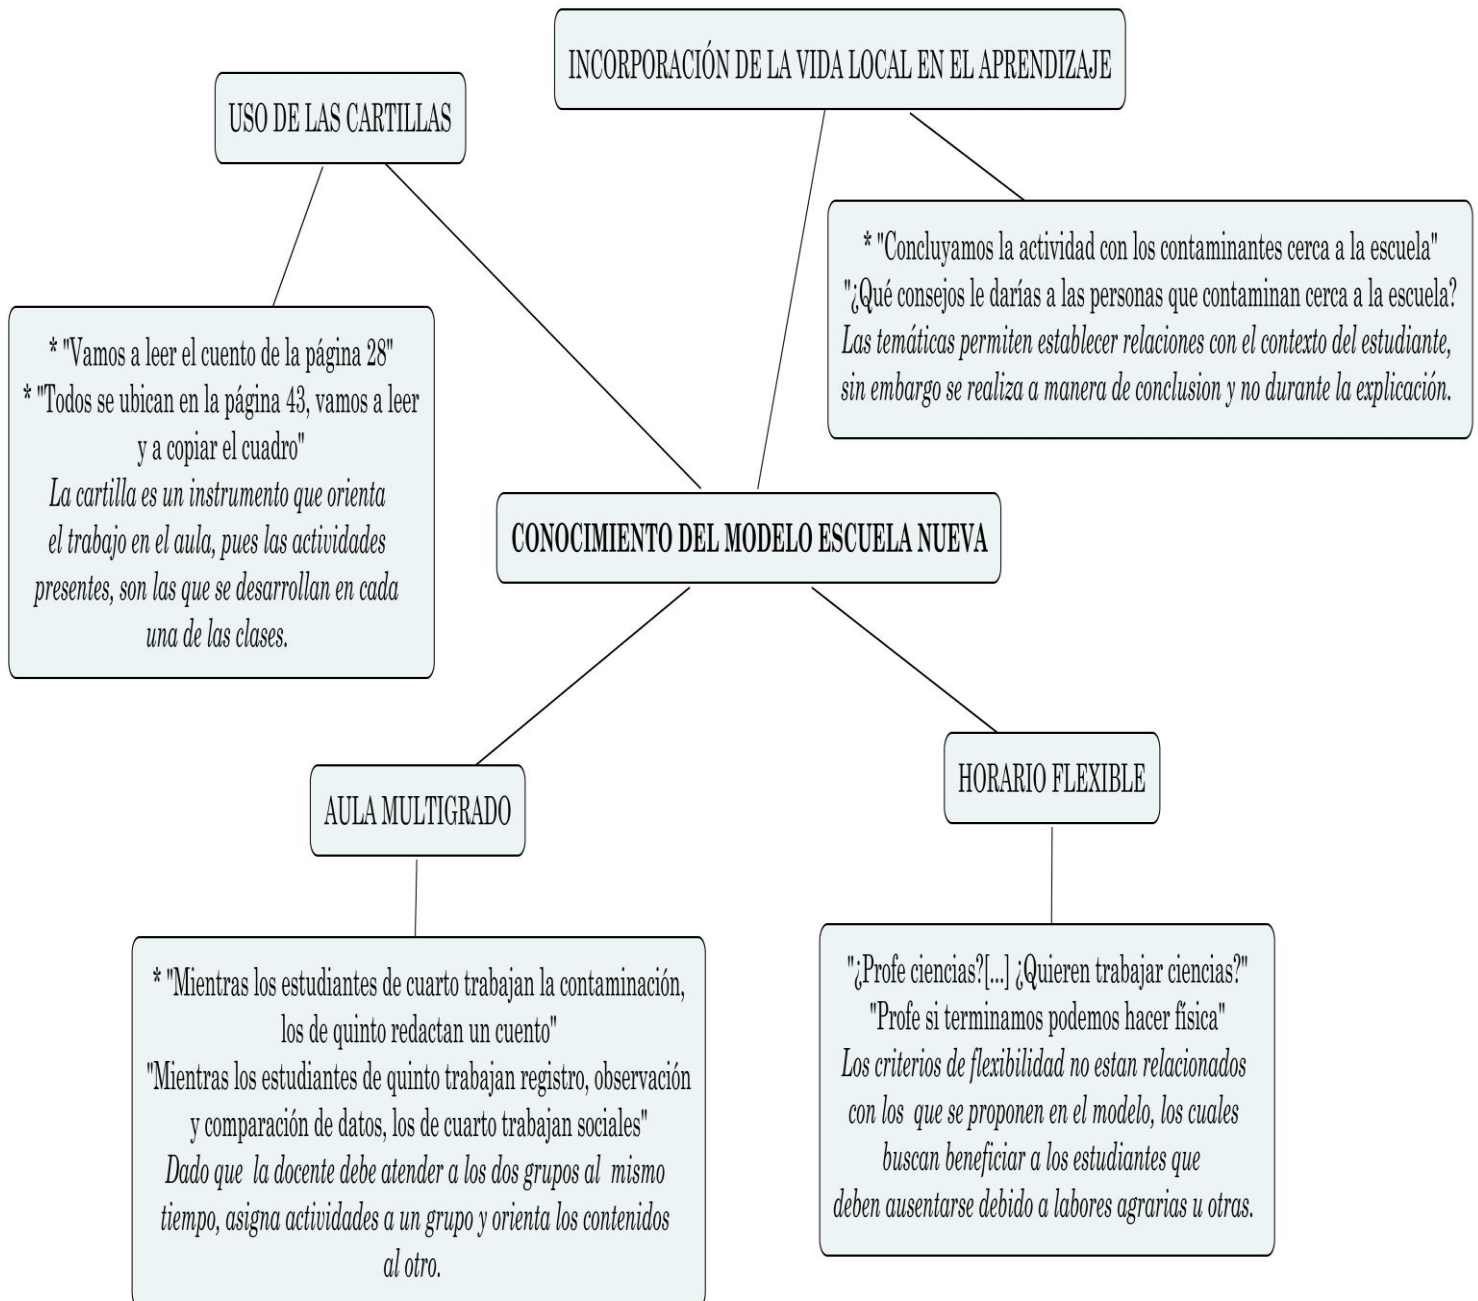 INCORPORACIÓN DE LA VIDA LOCAL EN EL APRENDIZAJE
USO DE LAS CARTILLAS
* "Concluyamos la actividad con los contaminantes cerca a la escuela"
"¿Qué consejos le darías a las personas que contaminan cerca a la escuela?
Las temáticas permiten establecer relaciones con el contexto del estudiante,
sin embargo se realiza a manera de conclusion y no durante la explicación.
* "Vamos a leer el cuento de la página 28"
* "Todos se ubican en la página 43, vamos a leer
y a copiar el cuadro"
La cartilla es un instrumento que orienta
el trabajo en el aula, pues las actividades
presentes, son las que se desarrollan en cada
una de las clases.
CONOCIMIENTO DEL MODELO ESCUELA NUEVA
AULA MULTIGRADO
HORARIO FLEXIBLE
* "Mientras los estudiantes de cuarto trabajan la contaminación,
los de quinto redactan un cuento"
"Mientras los estudiantes de quinto trabajan registro, observación
y comparación de datos, los de cuarto trabajan sociales"
Dado que la docente debe atender a los dos grupos al mismo
tiempo, asigna actividades a un grupo y orienta los contenidos
al otro.
"¿Profe ciencias?[...] ¿Quieren trabajar ciencias?"
"Profe si terminamos podemos hacer física"
Los criterios de flexibilidad no estan relacionados
con los que se proponen en el modelo, los cuales
buscan beneficiar a los estudiantes que
deben ausentarse debido a labores agrarias u otras.